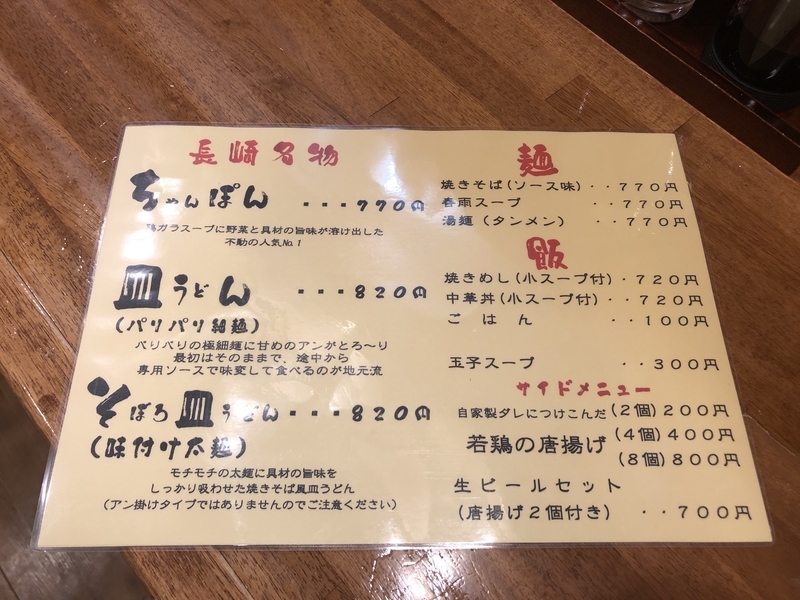 長崎名物
ちゃんぽん ・・・770円
鶏ガラスープに野菜と具材の旨味が溶け出した
不動の人気№1
皿うどん ・・・820円
(パリパリ細麺)
パリパリの極細麺に甘めのアンがとろ〜り
最初はそのままで、途中から
専用ソースで味変して食べるのが地元流
そぼろ皿うどん・・・820円
(味付け太麺)
モチモチの太麺に具材の旨味を
しっかり吸わせた焼きそば風皿うどん
(アン掛けタイプではありませんのでご注意ください)
麺
焼きそば(ソース味)・・770円
春雨スープ ・・770円
湯麺(タンメン) ・・770円
飯
焼きめし(小スープ付)・720円
中華丼(小スープ付)・・720円
ごはん ・・100円
玉子スープ ・・300円
サイドメニュー
自家製ダレにつけこんだ(2個)200円
若鶏の唐揚げ(4個)400円
(8個)800円
生ビールセット
(唐揚げ2個付き) ・・700円